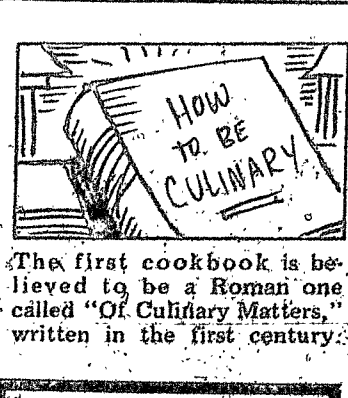 HOW
TO BE
CULINARY
The first cookbook is be-
lieved to be a Roman one
called "Of Culinary Matters,"
written in the first century.